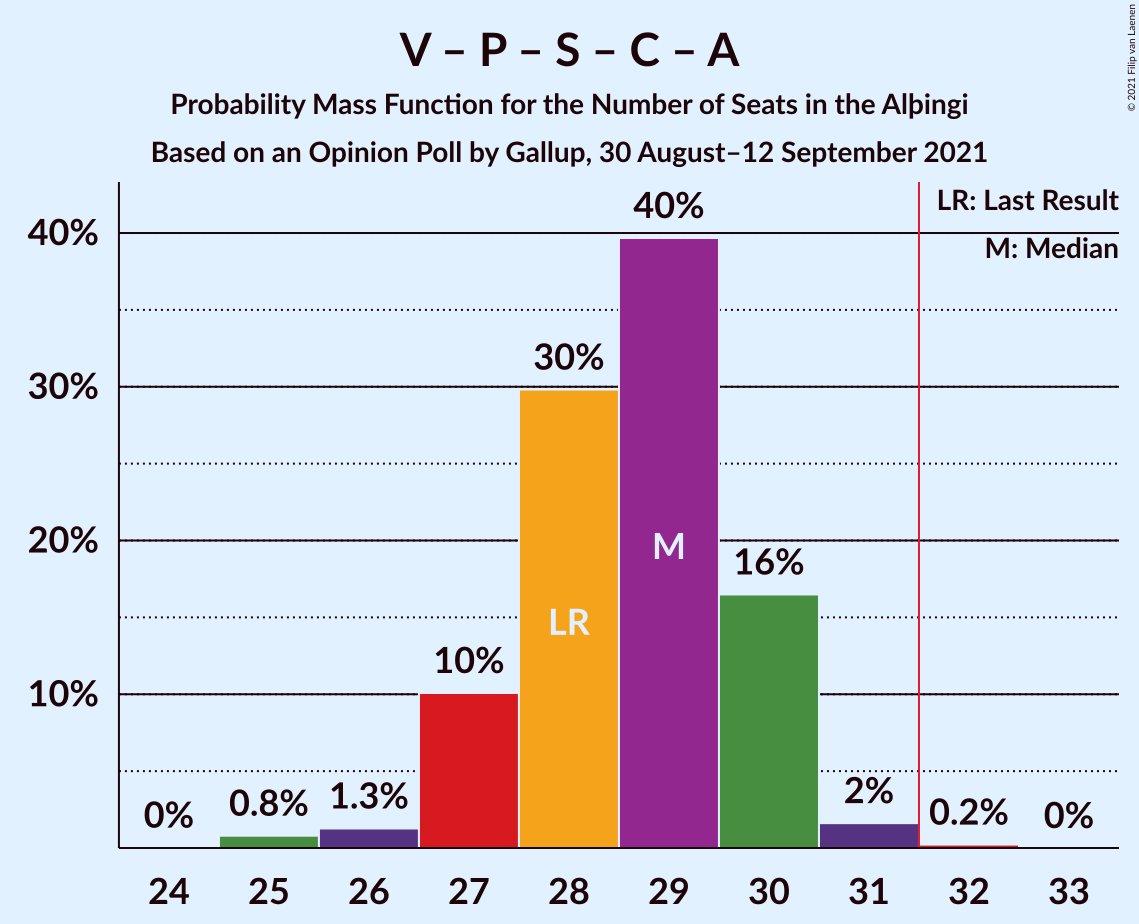 V – P – S – C – A
Probability Mass Function for the Number of Seats in the Alþingi
Based on an Opinion Poll by Gallup, 30 August–12 September 2021
© 2021 Filip van Laenen
LR: Last Result
M: Median
40%
30%
20%
10%
0%
0.8%
1.3%
10%
30%
40%
16%
2%
0.2%
0%
LR
M
24 25 26 27 28 29 30 31 32 33